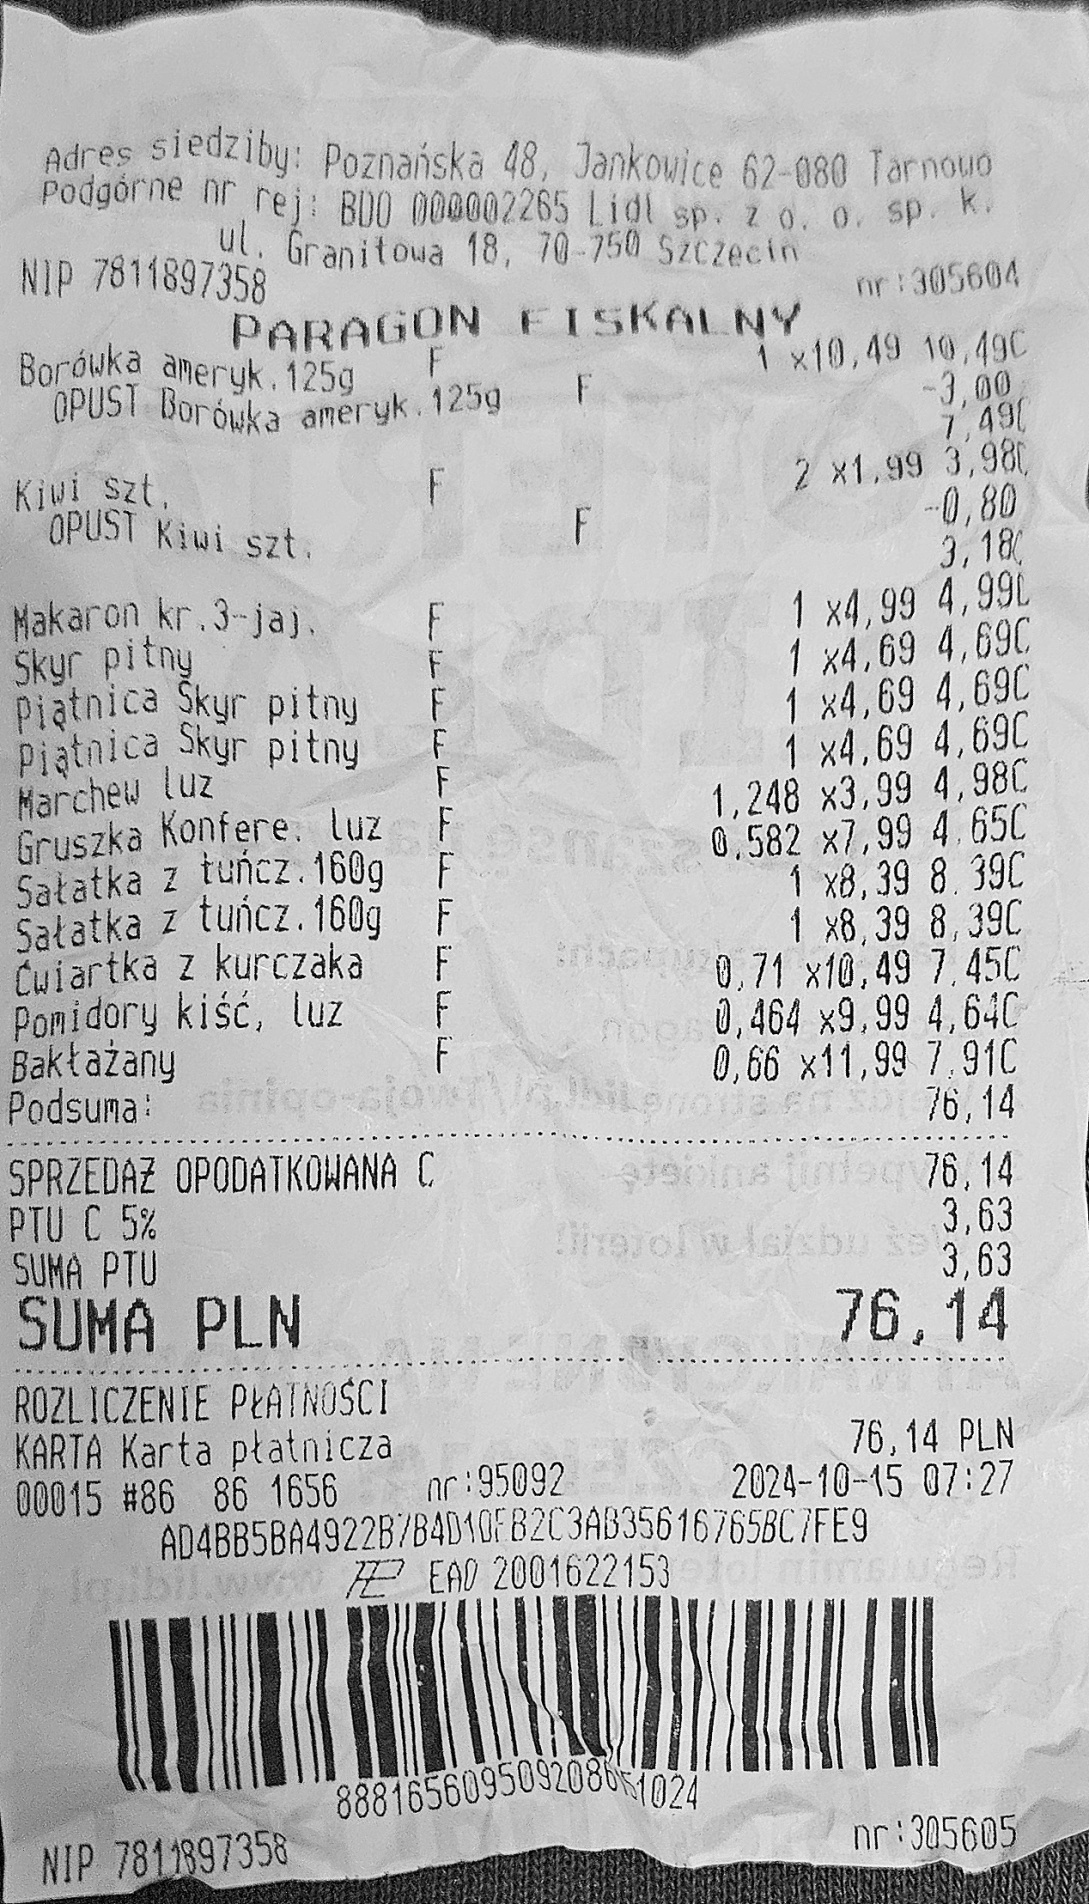 Adres siedziby: Poznańska 48, Jankowice 62-080 Tarnowo
Podgórne nr rej: BDO 000002265 Lidl sp. z o. o. sp. k.
ul. Granitowa 18, 70-750 Szczecin
NIP 7811897358 nr:305604
PARAGON FISKALNY
Borówka ameryk.125g F 1 x10,49 10,49C
OPUST Borówka ameryk.125g F -3,00
7,49C
Kiwi szt. F 2 x1,99 3,98C
OPUST Kiwi szt. F -0,80
3,18C
Makaron kr.3-jaj. F 1 x4,99 4,99C
Skyr pitny F 1 x4,69 4,69C
Piątnica Skyr pitny F 1 x4,69 4,69C
Piątnica Skyr pitny F 1 x4,69 4,69C
Marchew luz F 1,248 x3,99 4,98C
Gruszka Konfere. luz F 0,582 x7,99 4,65C
Sałatka z tuńcz.160g F 1 x8,39 8,39C
Sałatka z tuńcz.160g F 1 x8,39 8,39C
Ćwiartka z kurczaka F 0,71 x10,49 7,45C
Pomidory kiść, luz F 0,464 x9,99 4,64C
Bakłażany F 0,66 x11,99 7,91C
Podsuma: 76,14
SPRZEDAŻ OPODATKOWANA C 76,14
PTU C 5% 3,63
SUMA PTU 3,63
SUMA PLN 76,14
ROZLICZENIE PŁATNOŚCI
KARTA Karta płatnicza 76,14 PLN
00015 #86 86 1656 nr:95092 2024-10-15 07:27
AD4BB5BA4922B7B4D10FB2C3AB35616765BC7FE9
EAD 2001622153
NIP 7811897358 nr:305605